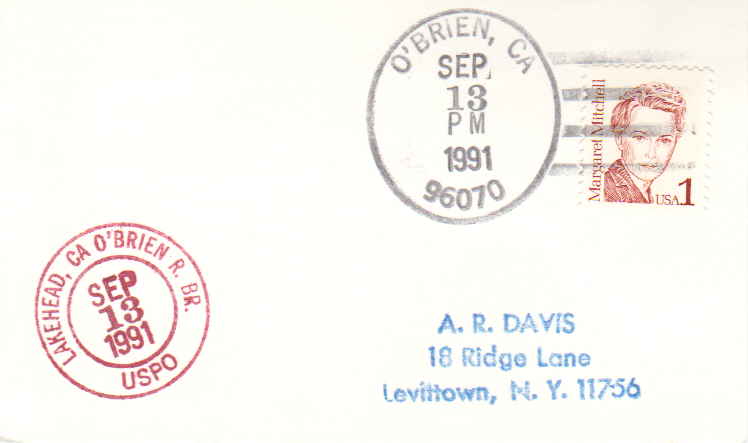 O'BRIEN, CA
SEP
13
PM
1991
96070
Margaret Mitchell
USA 1
LAKEHEAD, CA O'BRIEN R. BR.
SEP
13
1991
USPO
A. R. DAVIS
18 Ridge Lane
Levittown, N. Y. 11756